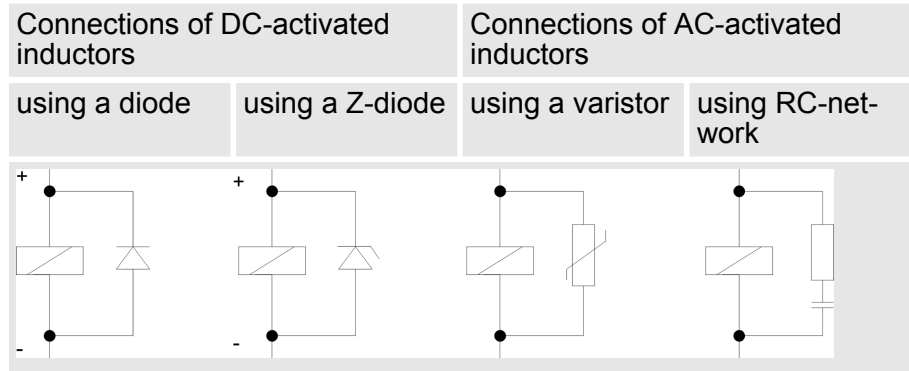 Connections of DC-activated
inductors
Connections of AC-activated
inductors
using a diode
using a Z-diode
using a varistor
using RC-net-
work
+
+
-
-